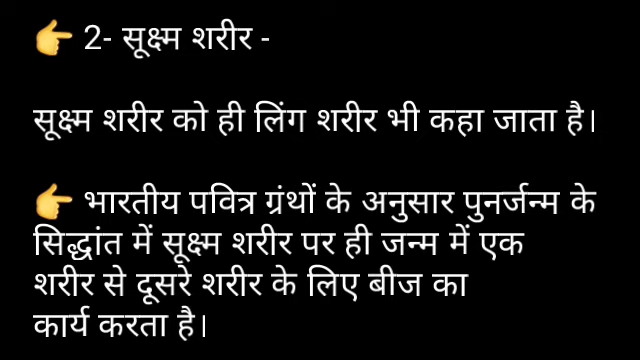 👉 2- सूक्ष्म शरीर -
सूक्ष्म शरीर को ही लिंग शरीर भी कहा जाता है।
👉 भारतीय पवित्र ग्रंथों के अनुसार पुनर्जन्म के
सिद्धांत में सूक्ष्म शरीर पर ही जन्म में एक
शरीर से दूसरे शरीर के लिए बीज का
कार्य करता है।